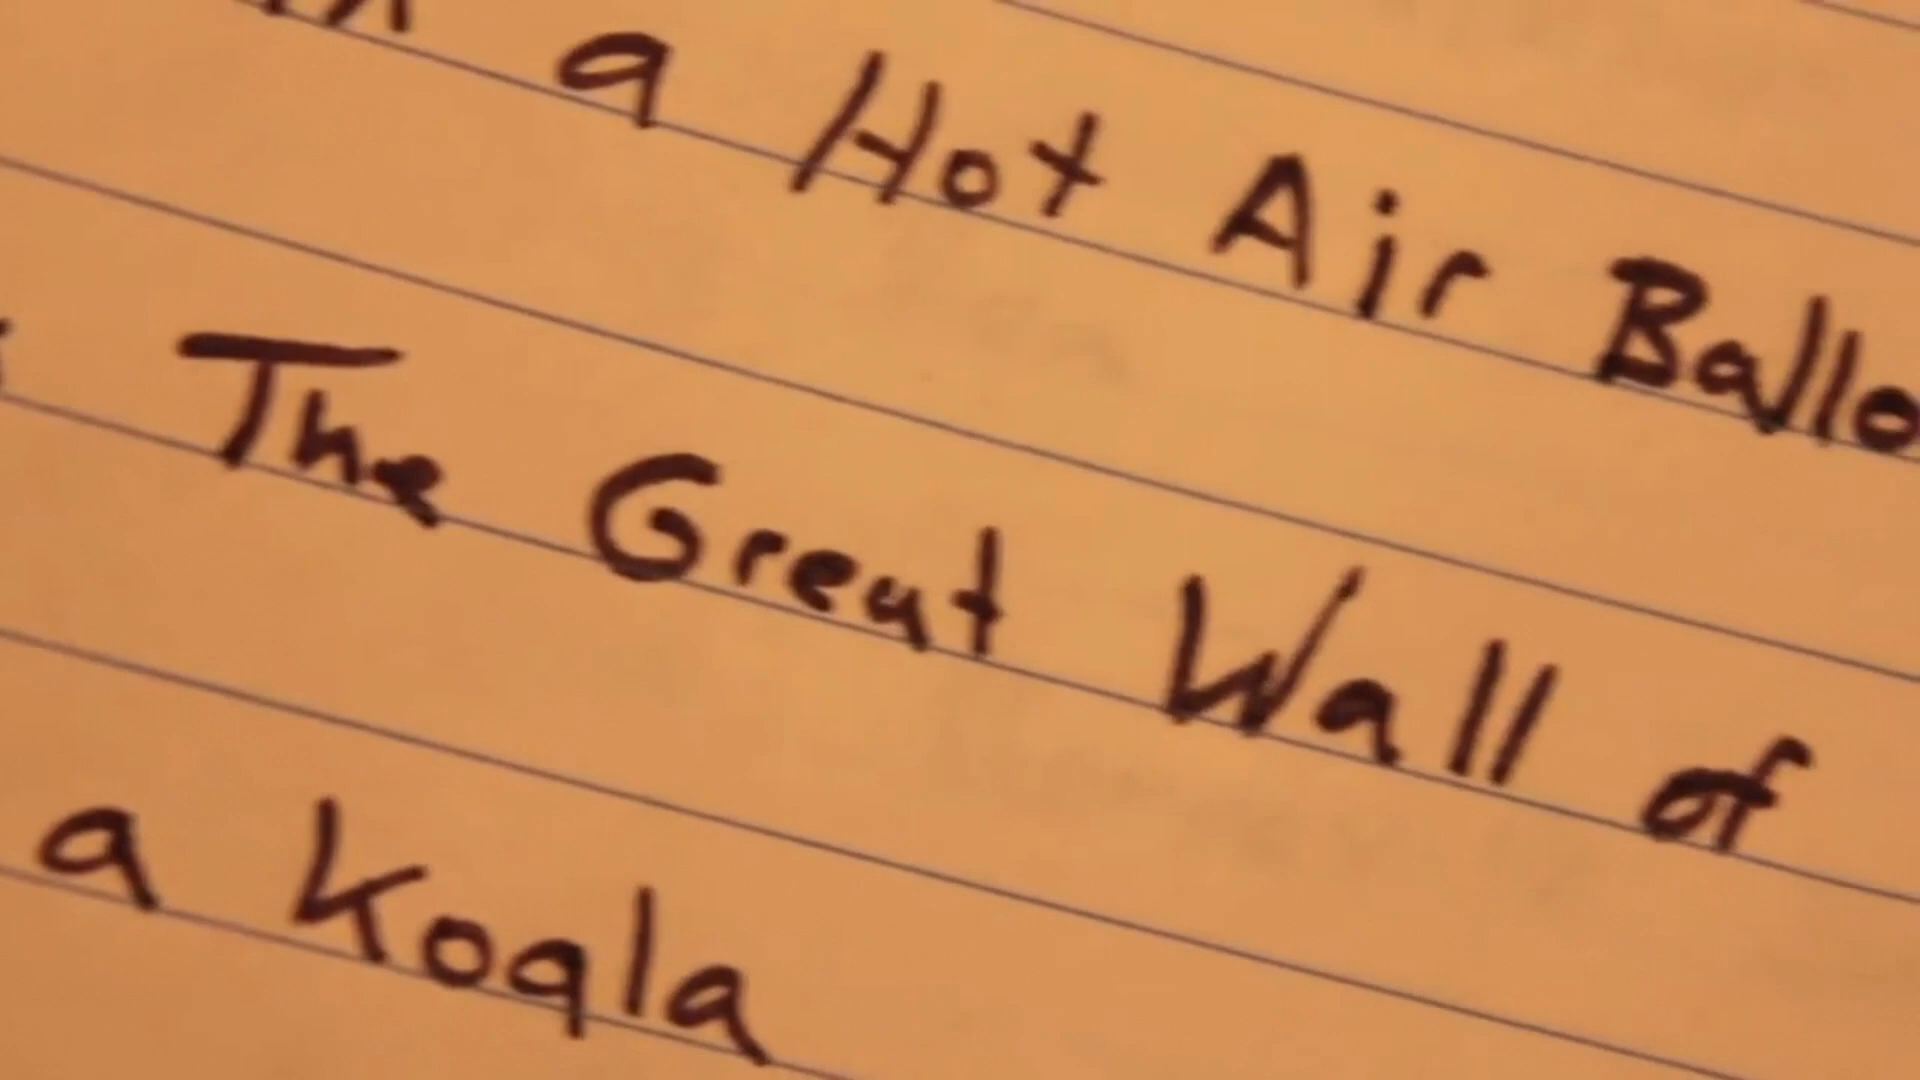 a Hot Air Ballo
The Great Wall of
a Koala